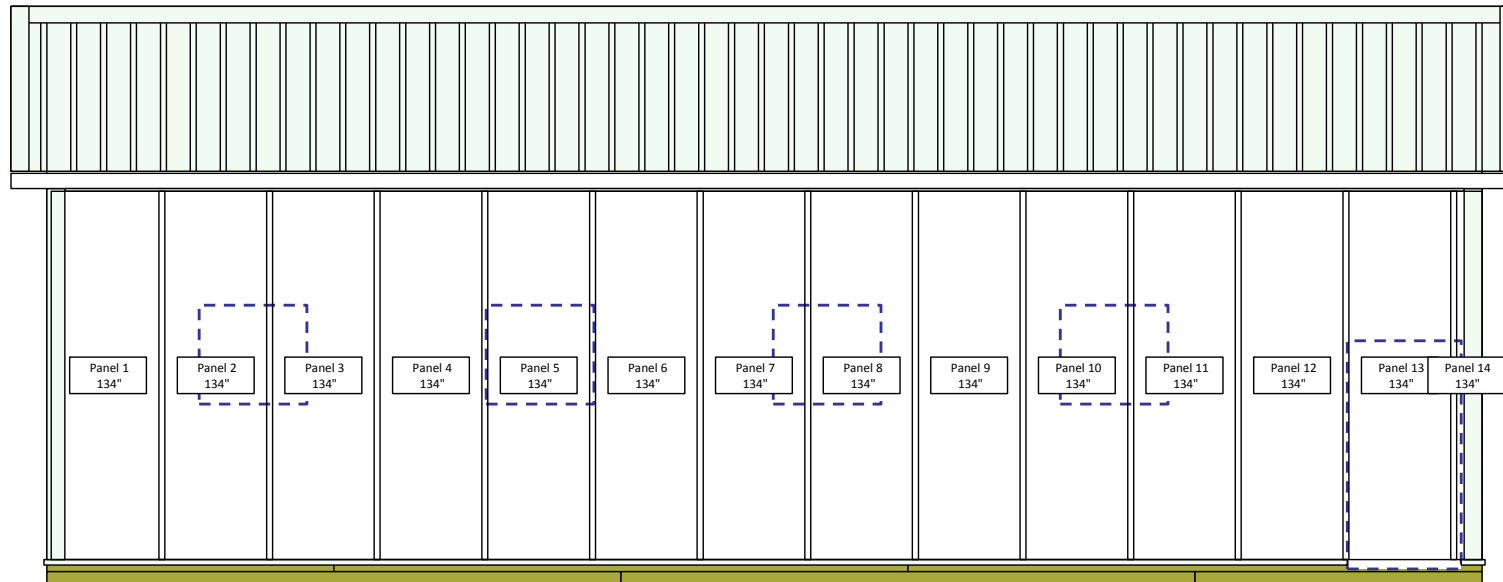 Panel 1
134"
Panel 2
134"
Panel 3
134"
Panel 4
134"
Panel 5
134"
Panel 6
134"
Panel 7
134"
Panel 8
134"
Panel 9
134"
Panel 10
134"
Panel 11
134"
Panel 12
134"
Panel 13
134"
Panel 14
134"